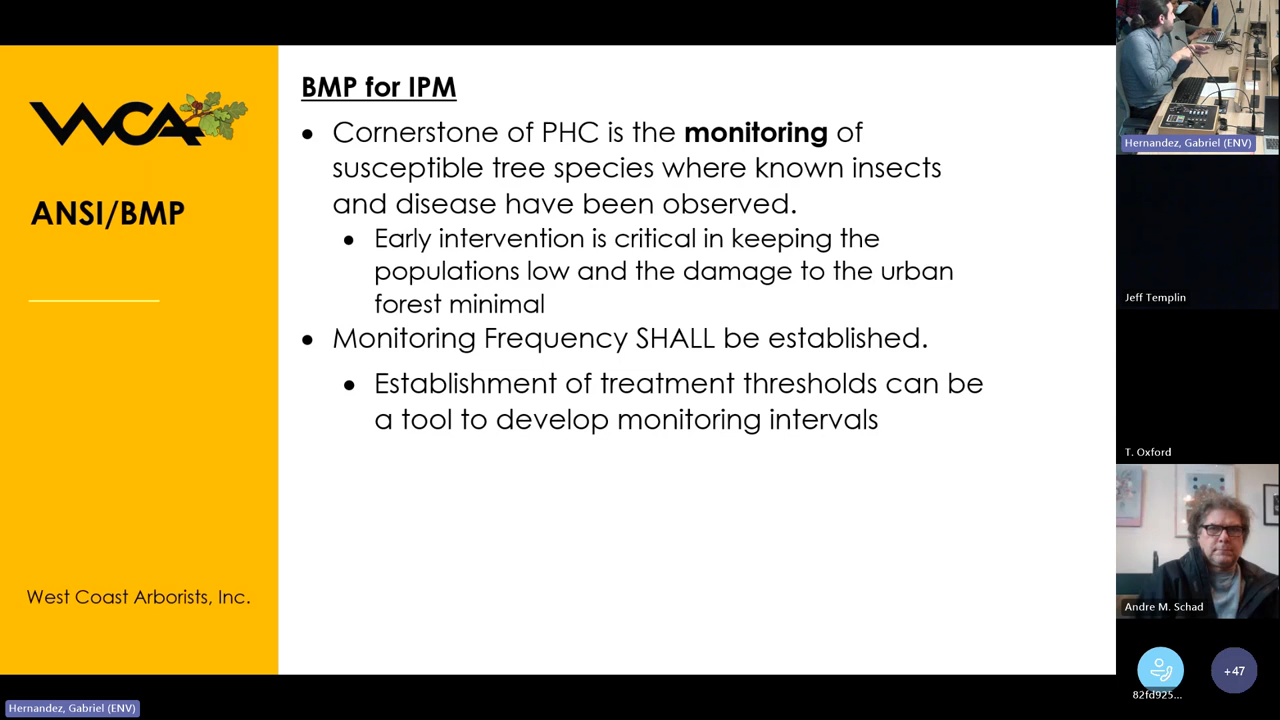 WCA
ANSI/BMP
West Coast Arborists, Inc.
BMP for IPM
• Cornerstone of PHC is the monitoring of
susceptible tree species where known insects
and disease have been observed.
• Early intervention is critical in keeping the
populations low and the damage to the urban
forest minimal
• Monitoring Frequency SHALL be established.
• Establishment of treatment thresholds can be
a tool to develop monitoring intervals
Hernandez, Gabriel (ENV)
Jeff Templin
T. Oxford
Andre M. Schad
82fd925...
+47
Hernandez, Gabriel (ENV)